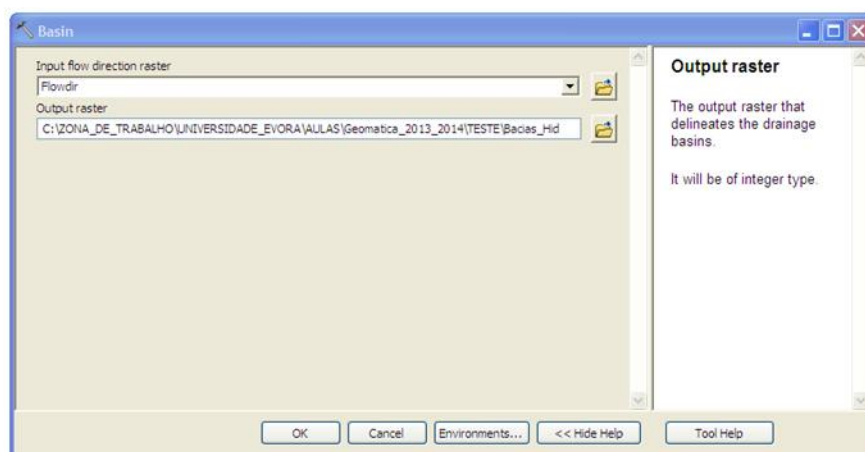 Basin
Input flow direction raster
Flowdir
Output raster
C:\ZONA_DE_TRABALHO\UNIVERSIDADE_EVORA\AULAS\Geomatica_2013_2014\TESTE\Bacias_Hid
Output raster
The output raster that
delineates the drainage
basins.
It will be of integer type.
OK
Cancel
Environments...
<< Hide Help
Tool Help